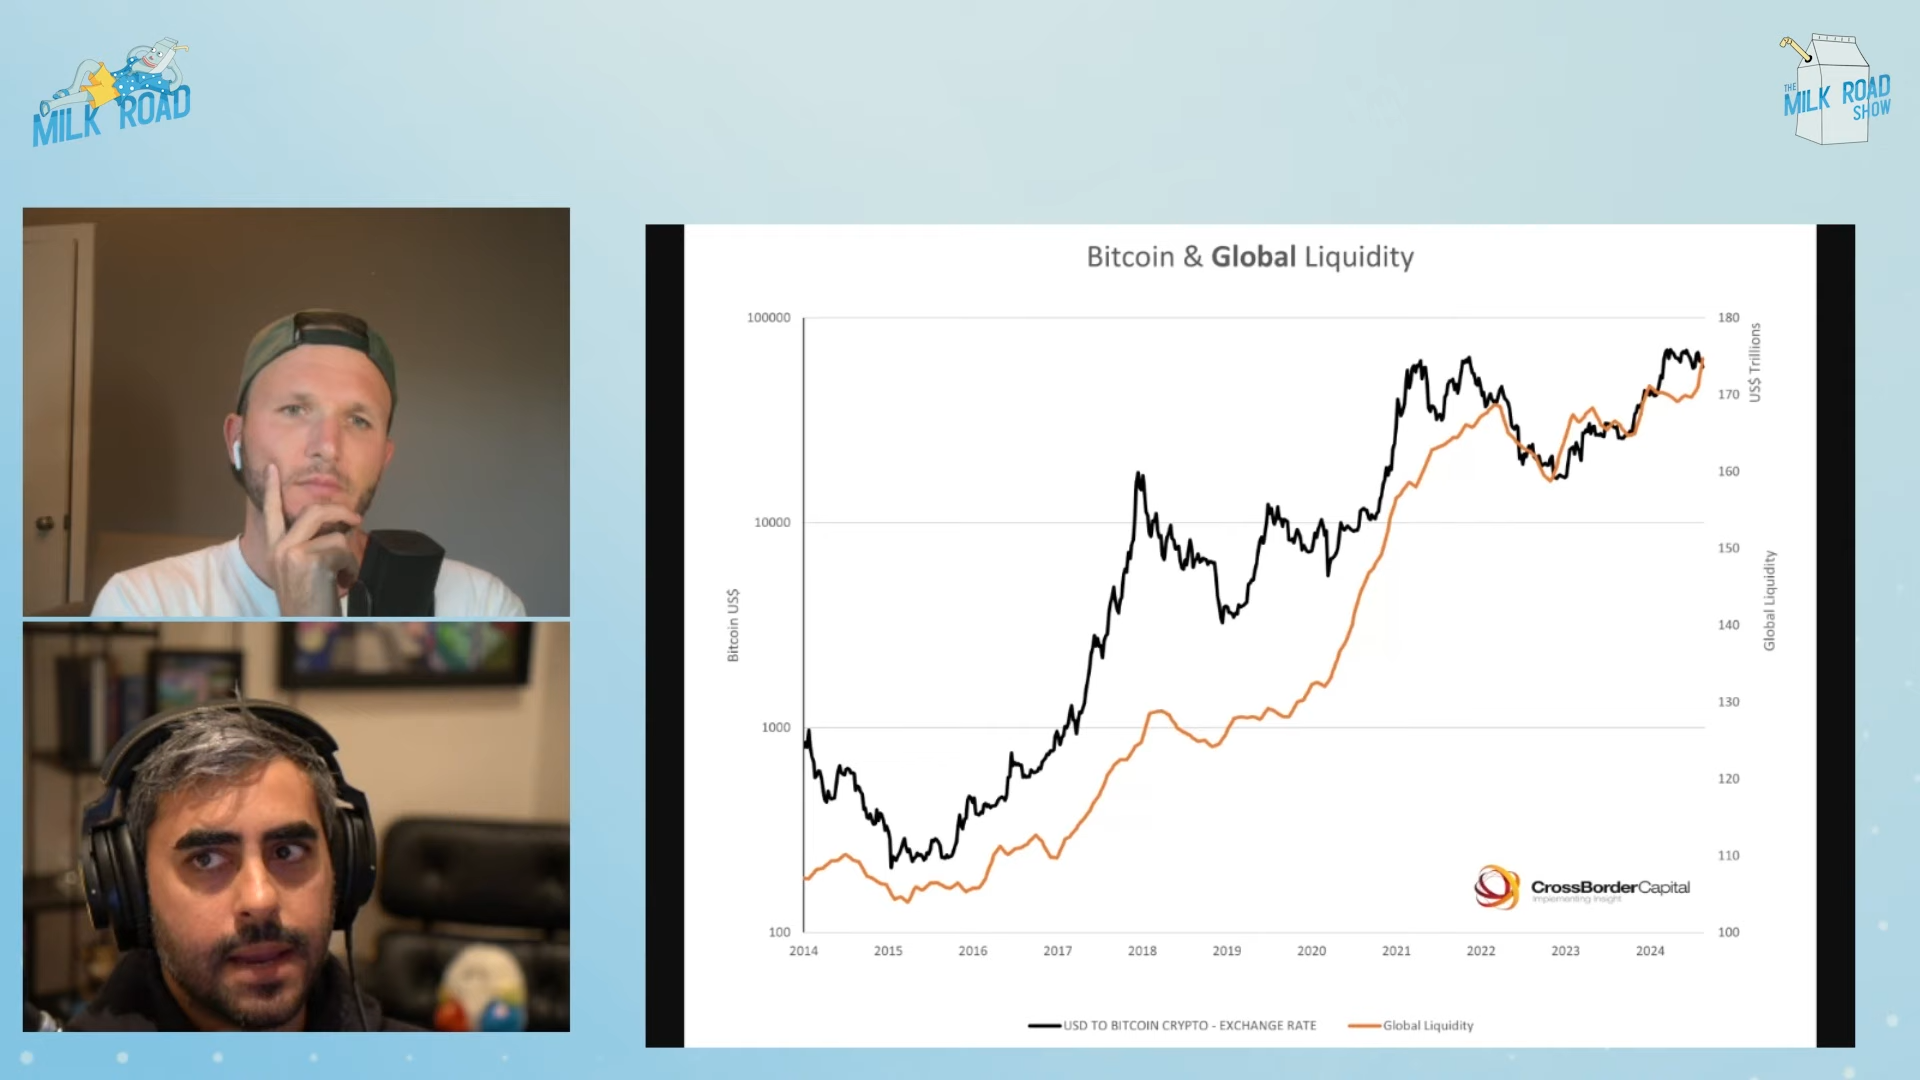 MILK ROAD
THE
MILK ROAD
SHOW
Bitcoin & Global Liquidity
100000
10000
1000
100
Bitcoin US$
180
170
160
150
140
130
120
110
100
US$ Trillions
Global Liquidity
2014 2015 2016 2017 2018 2019 2020 2021 2022 2023 2024
CrossBorderCapital
Implementing Insight
USD TO BITCOIN CRYPTO - EXCHANGE RATE Global Liquidity